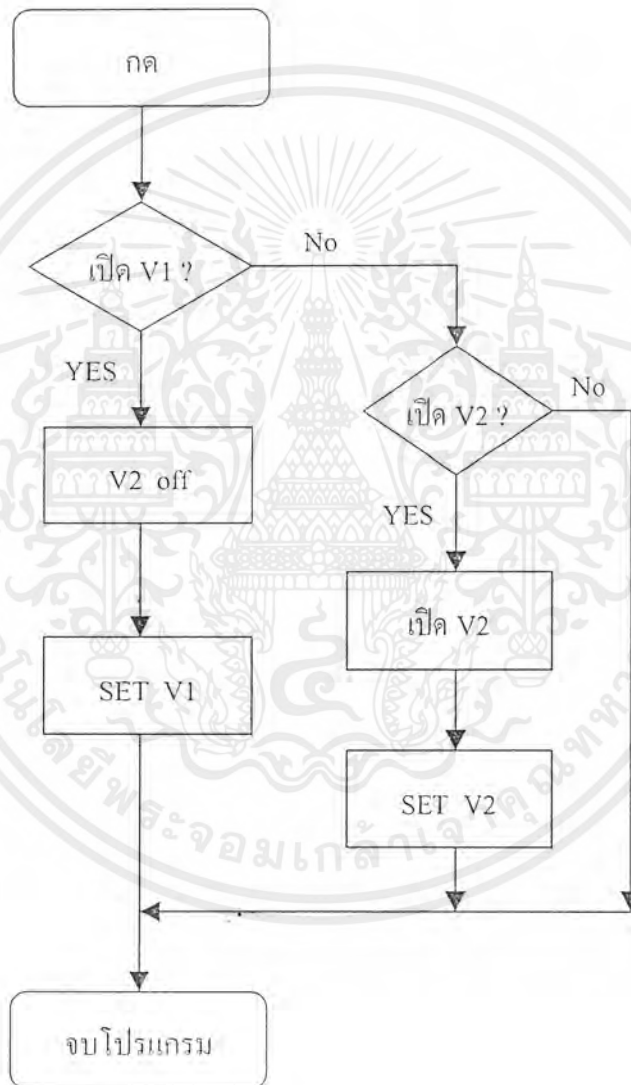 กด
เปิด V1 ?
No
YES
V2 off
SET V1
เปิด V2 ?
No
YES
เปิด V2
SET V2
จบโปรแกรม